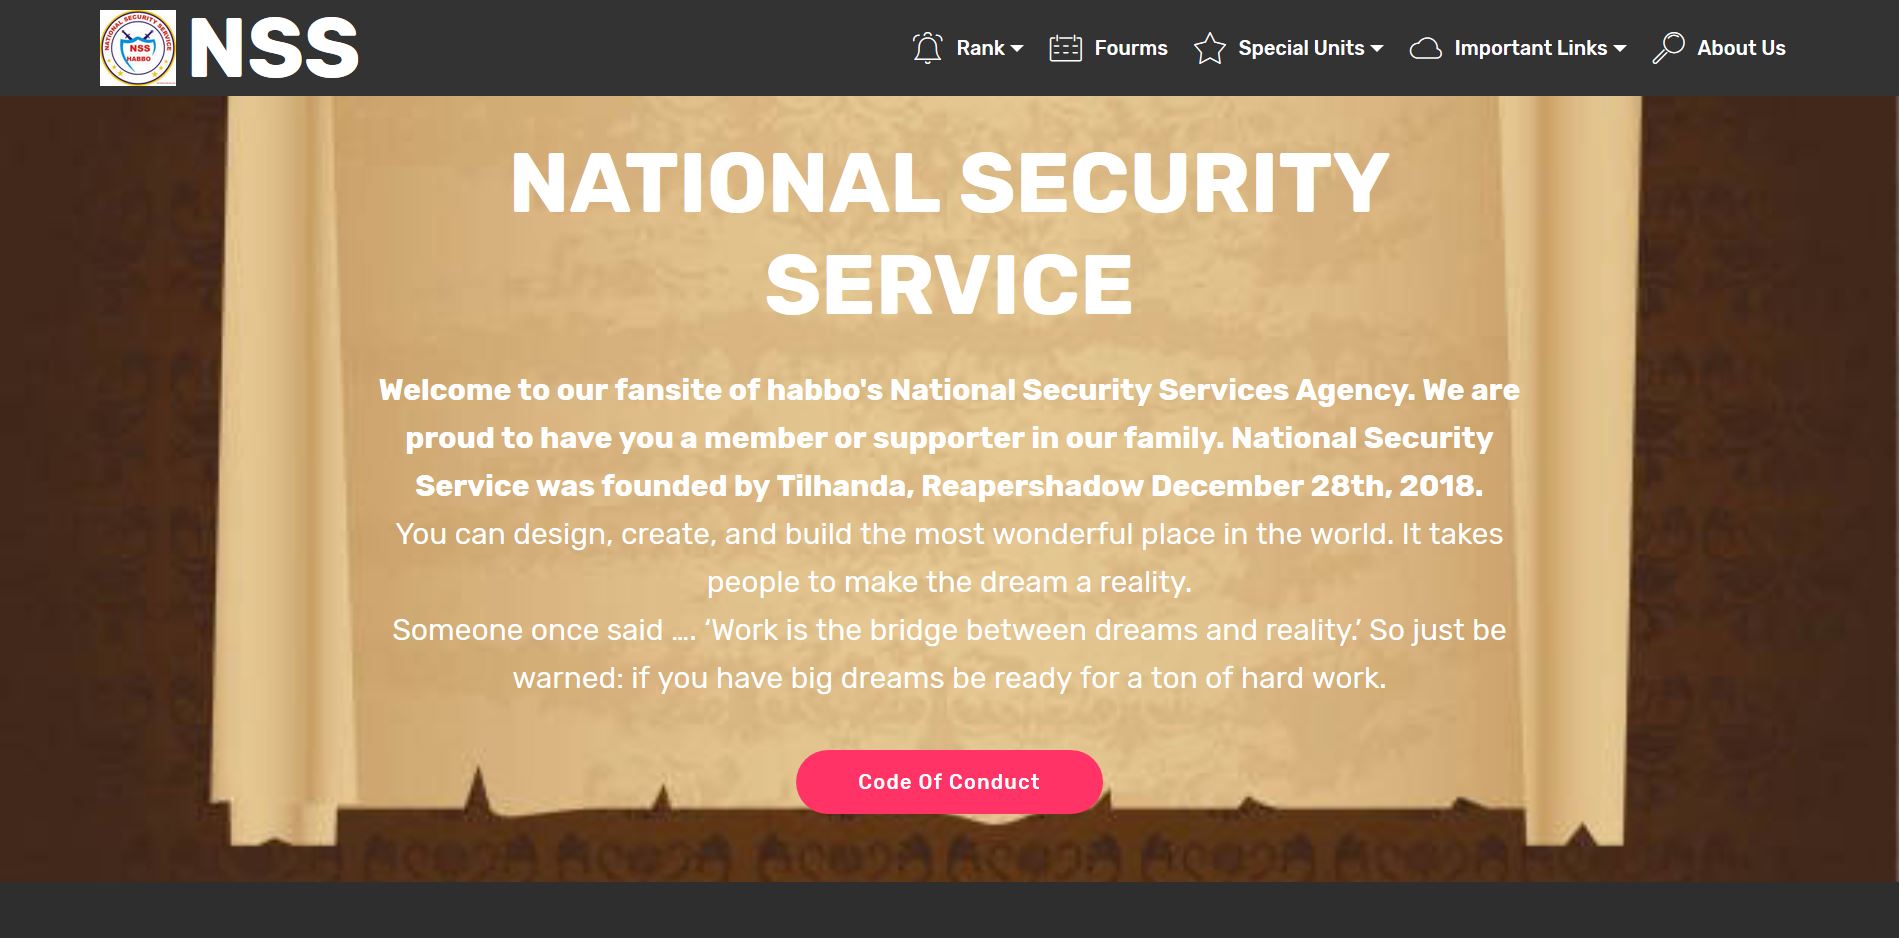 NATIONAL SECURITY SERVICE
NSS
HABBO
NSS
Rank
Fourms
Special Units
Important Links
About Us
NATIONAL SECURITY
SERVICE
Welcome to our fansite of habbo's National Security Services Agency. We are
proud to have you a member or supporter in our family. National Security
Service was founded by Tilhanda, Reapershadow December 28th, 2018.
You can design, create, and build the most wonderful place in the world. It takes
people to make the dream a reality.
Someone once said …. ‘Work is the bridge between dreams and reality.’ So just be
warned: if you have big dreams be ready for a ton of hard work.
Code Of Conduct